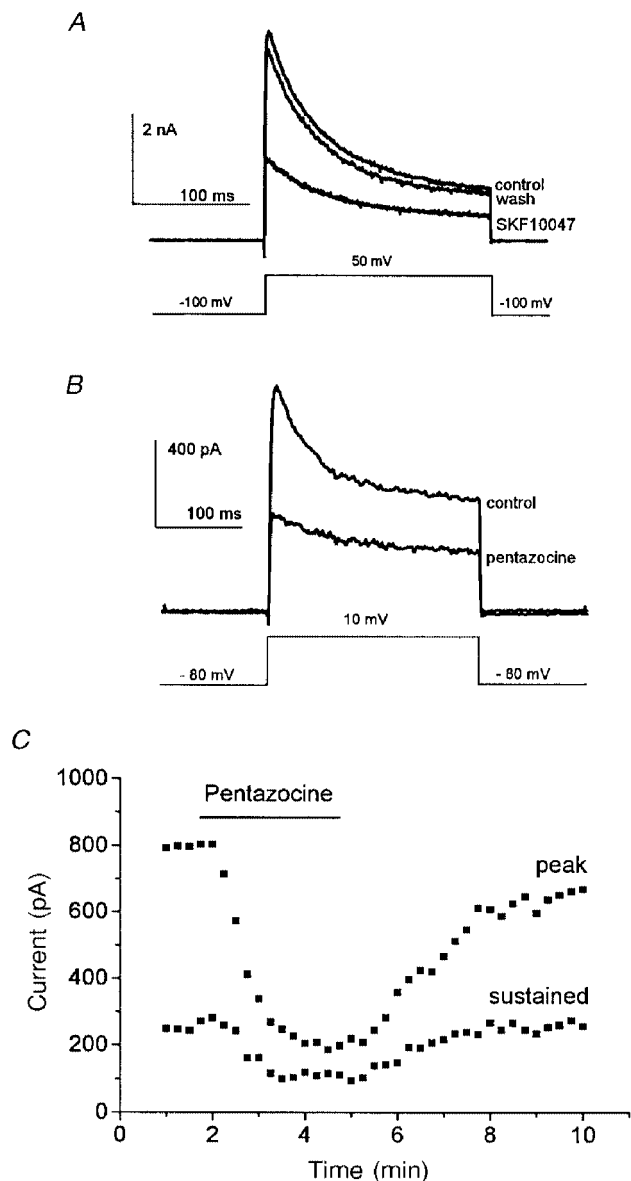 A
2 nA
100 ms
control
wash
SKF10047
50 mV
-100 mV
-100 mV
B
400 pA
100 ms
control
pentazocine
10 mV
- 80 mV
- 80 mV
C
1000
Pentazocine
800
peak
600
Current (pA)
400
sustained
200
0
0 2 4 6 8 10
Time (min)